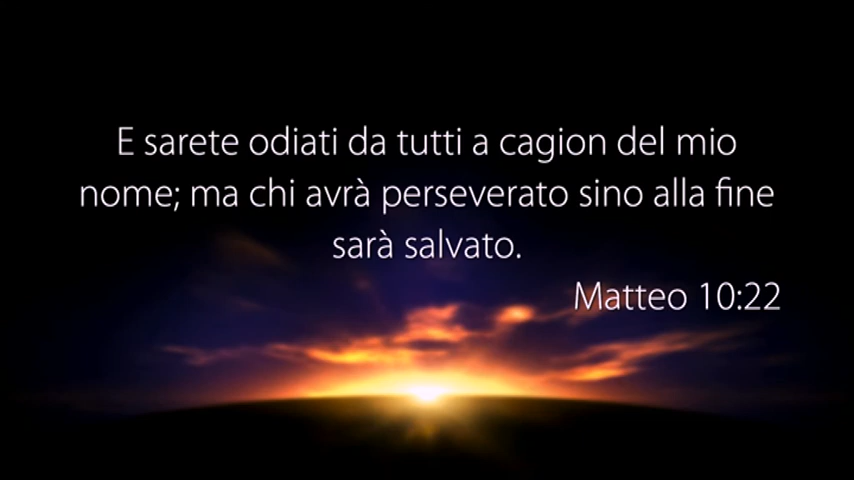 E sarete odiati da tutti a cagion del mio
nome; ma chi avrà perseverato sino alla fine
sarà salvato.
Matteo 10:22